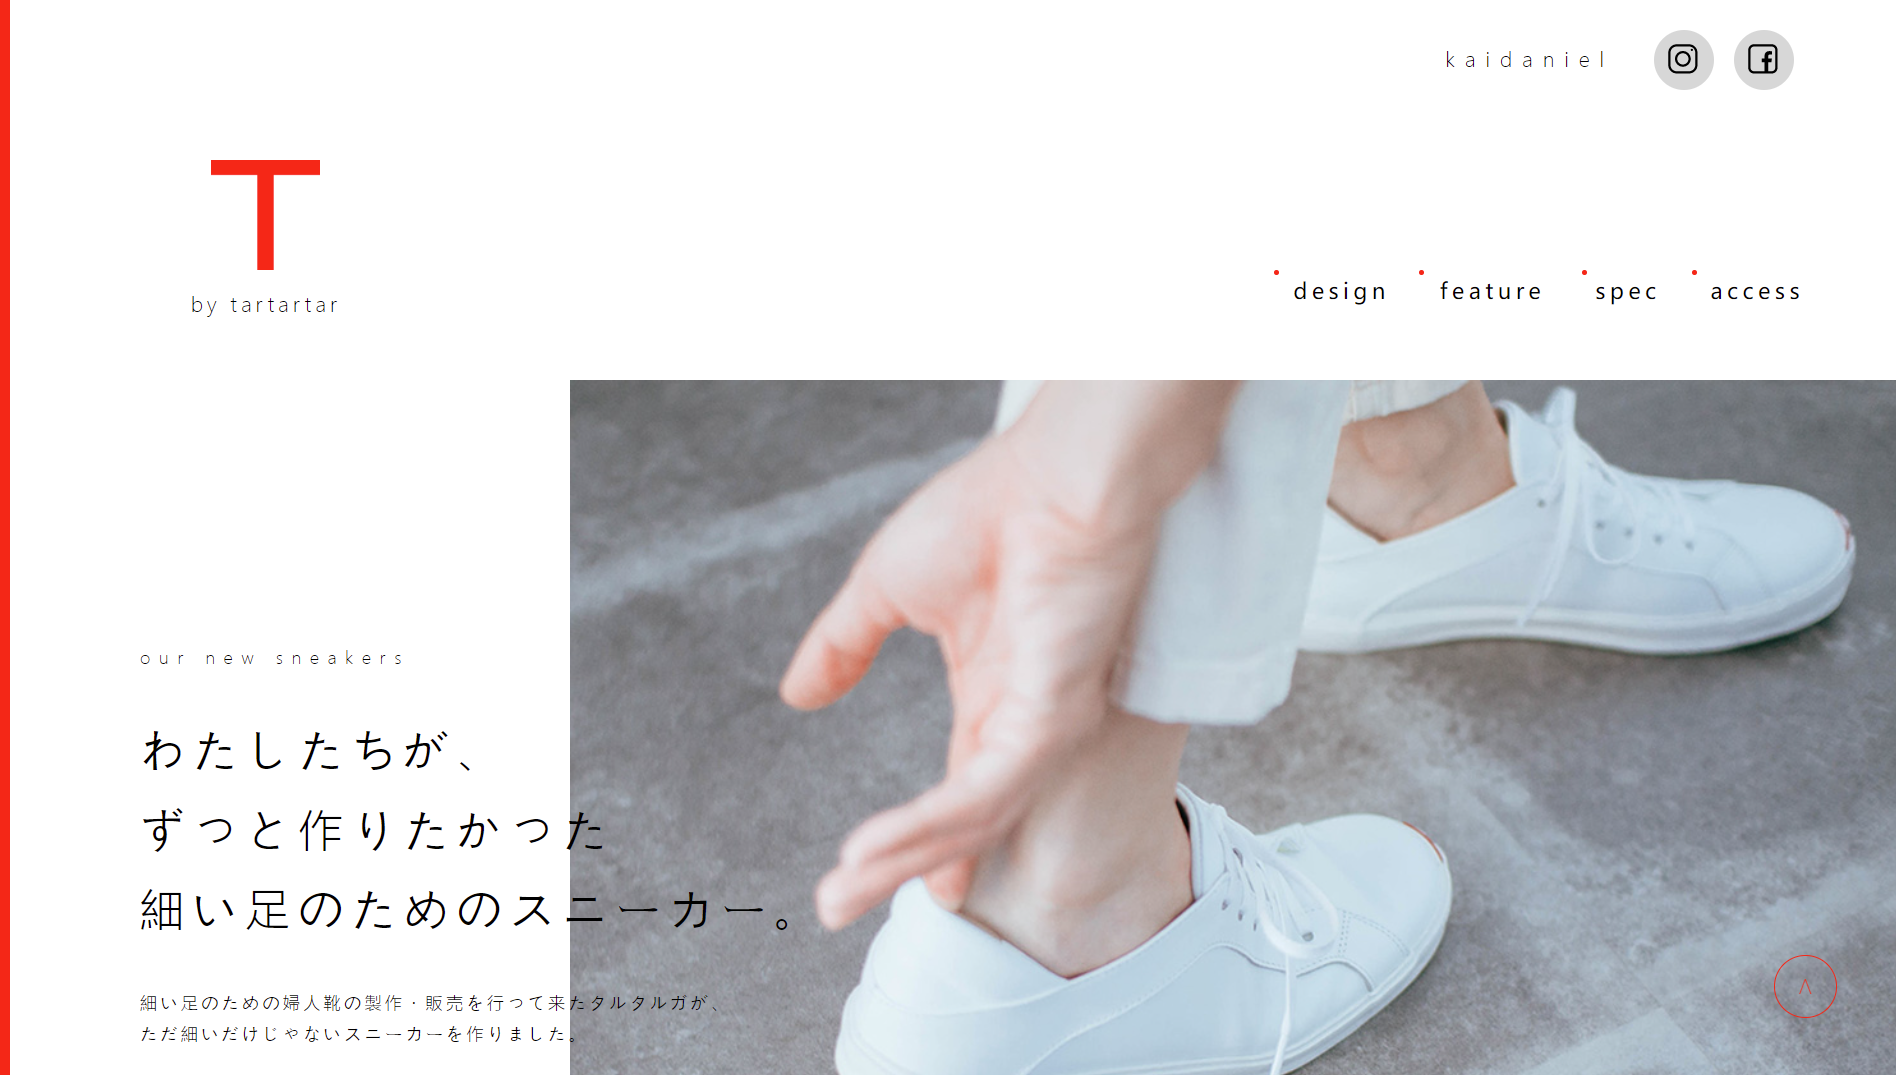 kaidaniel
T
by tartartar
design feature spec access
our new sneakers
わたしたちが、
ずっと作りたかった
細い足のためのスニーカー。
細い足のための婦人靴の製作・販売を行って来たタルタルガが、
ただ細いだけじゃないスニーカーを作りました。